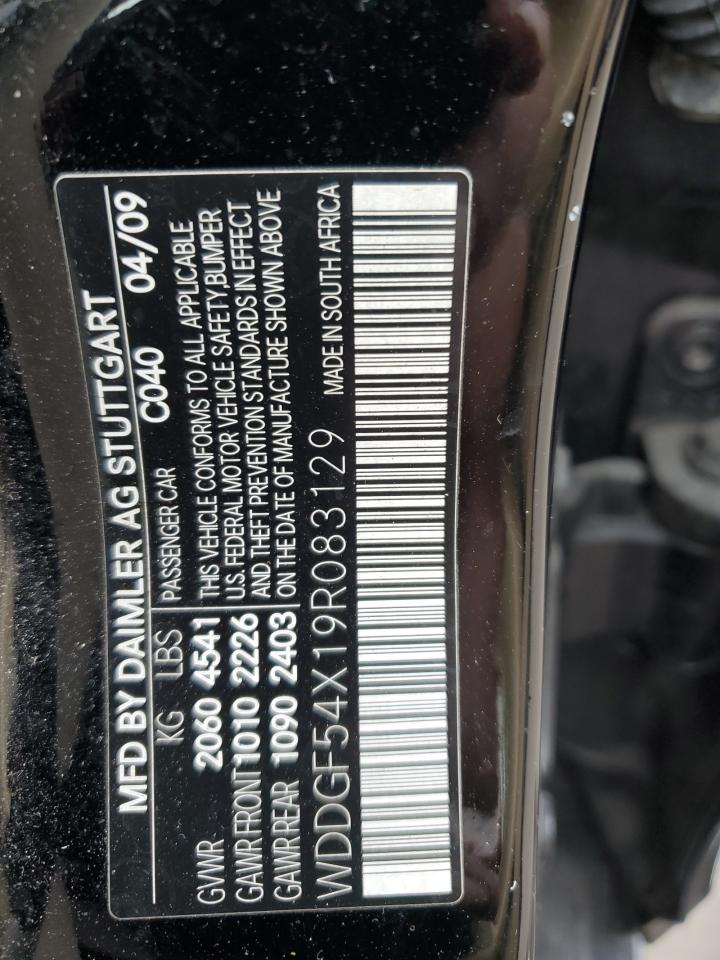 MFD BY DAIMLER AG STUTTGART
KG LBS C040 04/09
GVWR 2060 4541
GAWR FRONT 1010 2226
GAWR REAR 1090 2403
PASSENGER CAR
THIS VEHICLE CONFORMS TO ALL APPLICABLE
U.S. FEDERAL MOTOR VEHICLE SAFETY,BUMPER
AND THEFT PREVENTION STANDARDS IN EFFECT
ON THE DATE OF MANUFACTURE SHOWN ABOVE
WDDGF54X19R083129 MADE IN SOUTH AFRICA